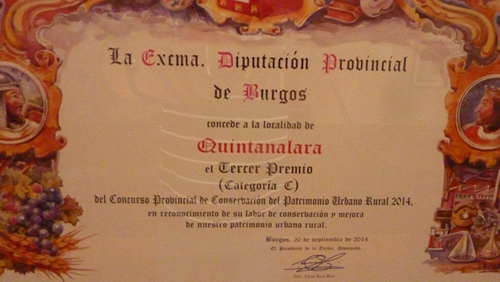 La Excma. Diputación Provincial
de Burgos
concede a la localidad de
Quintanalara
el Tercer Premio
(Categoría C)
del Concurso Provincial de Conservación del Patrimonio Urbano Rural 2014,
en reconocimiento de su labor de conservación y mejora
de nuestro patrimonio urbano rural.
Burgos, 20 de septiembre de 2014
El Presidente de la Excma. Diputación,